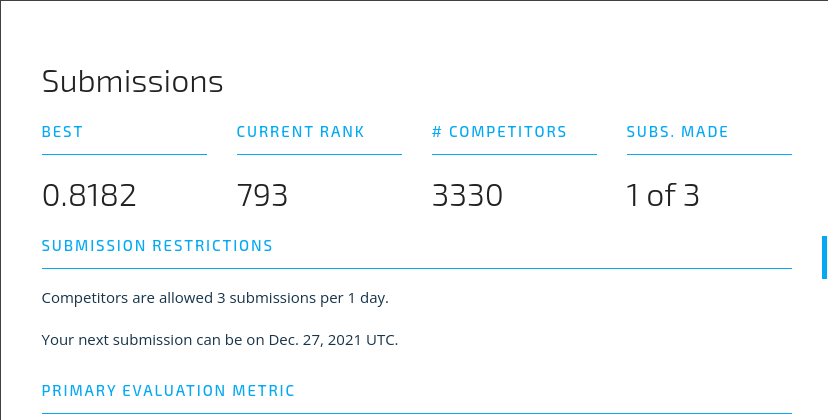 Submissions
BEST
CURRENT RANK
# COMPETITORS
SUBS. MADE
0.8182
793
3330
1 of 3
SUBMISSION RESTRICTIONS
Competitors are allowed 3 submissions per 1 day.
Your next submission can be on Dec. 27, 2021 UTC.
PRIMARY EVALUATION METRIC